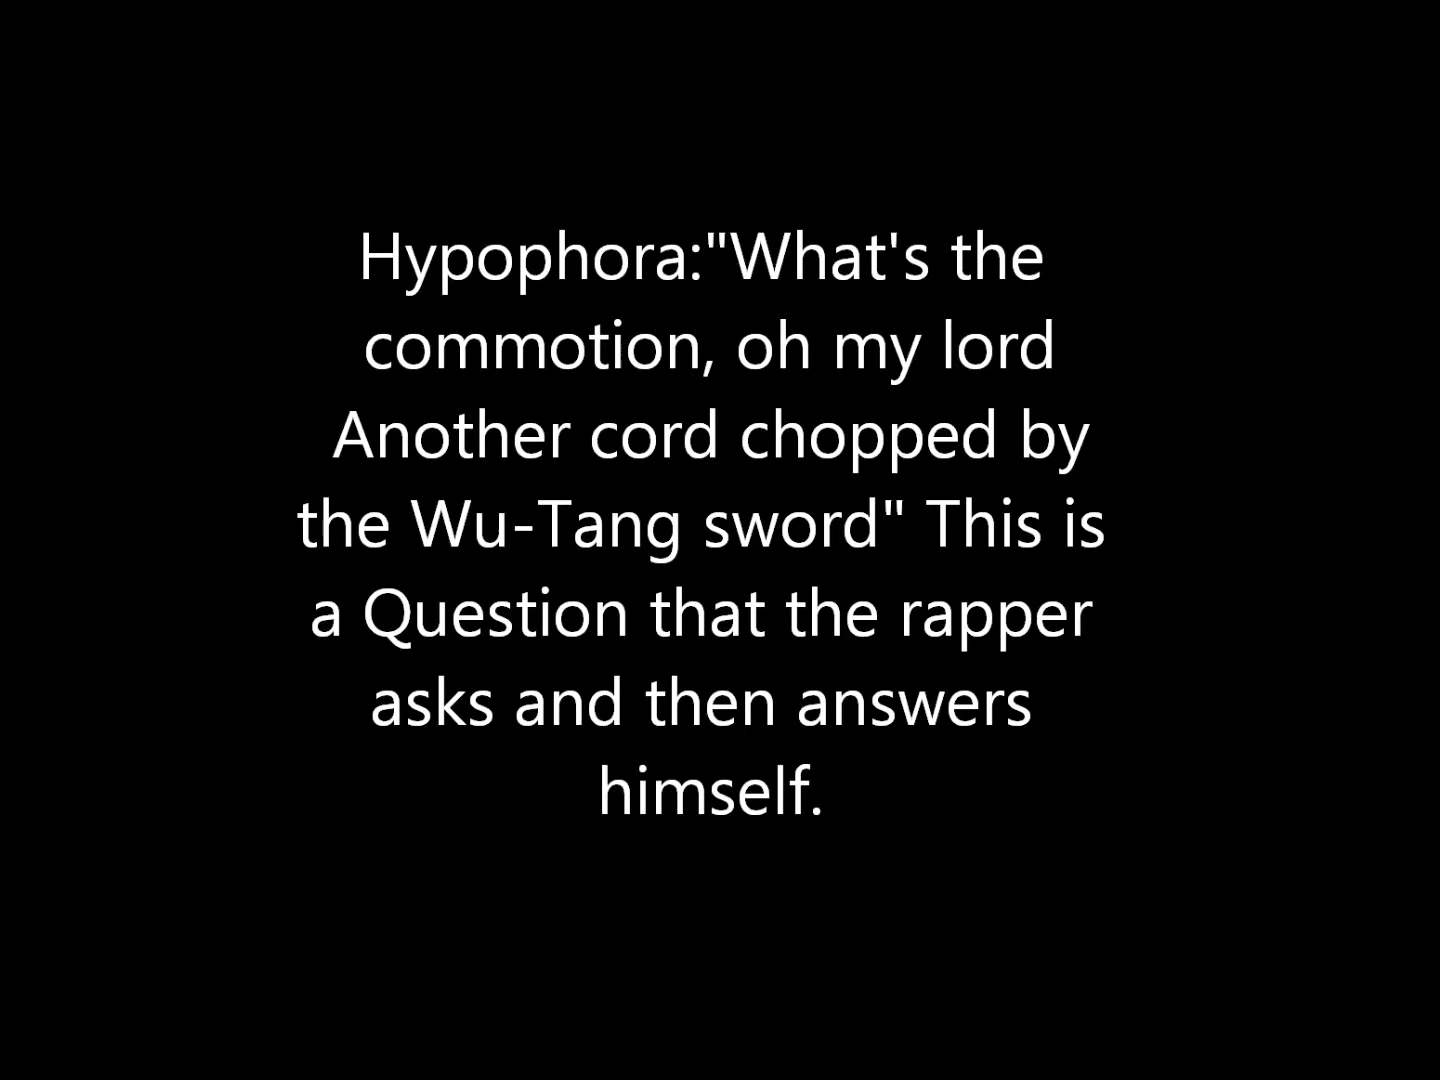 Hypophora:"What's the
commotion, oh my lord
Another cord chopped by
the Wu-Tang sword" This is
a Question that the rapper
asks and then answers
himself.